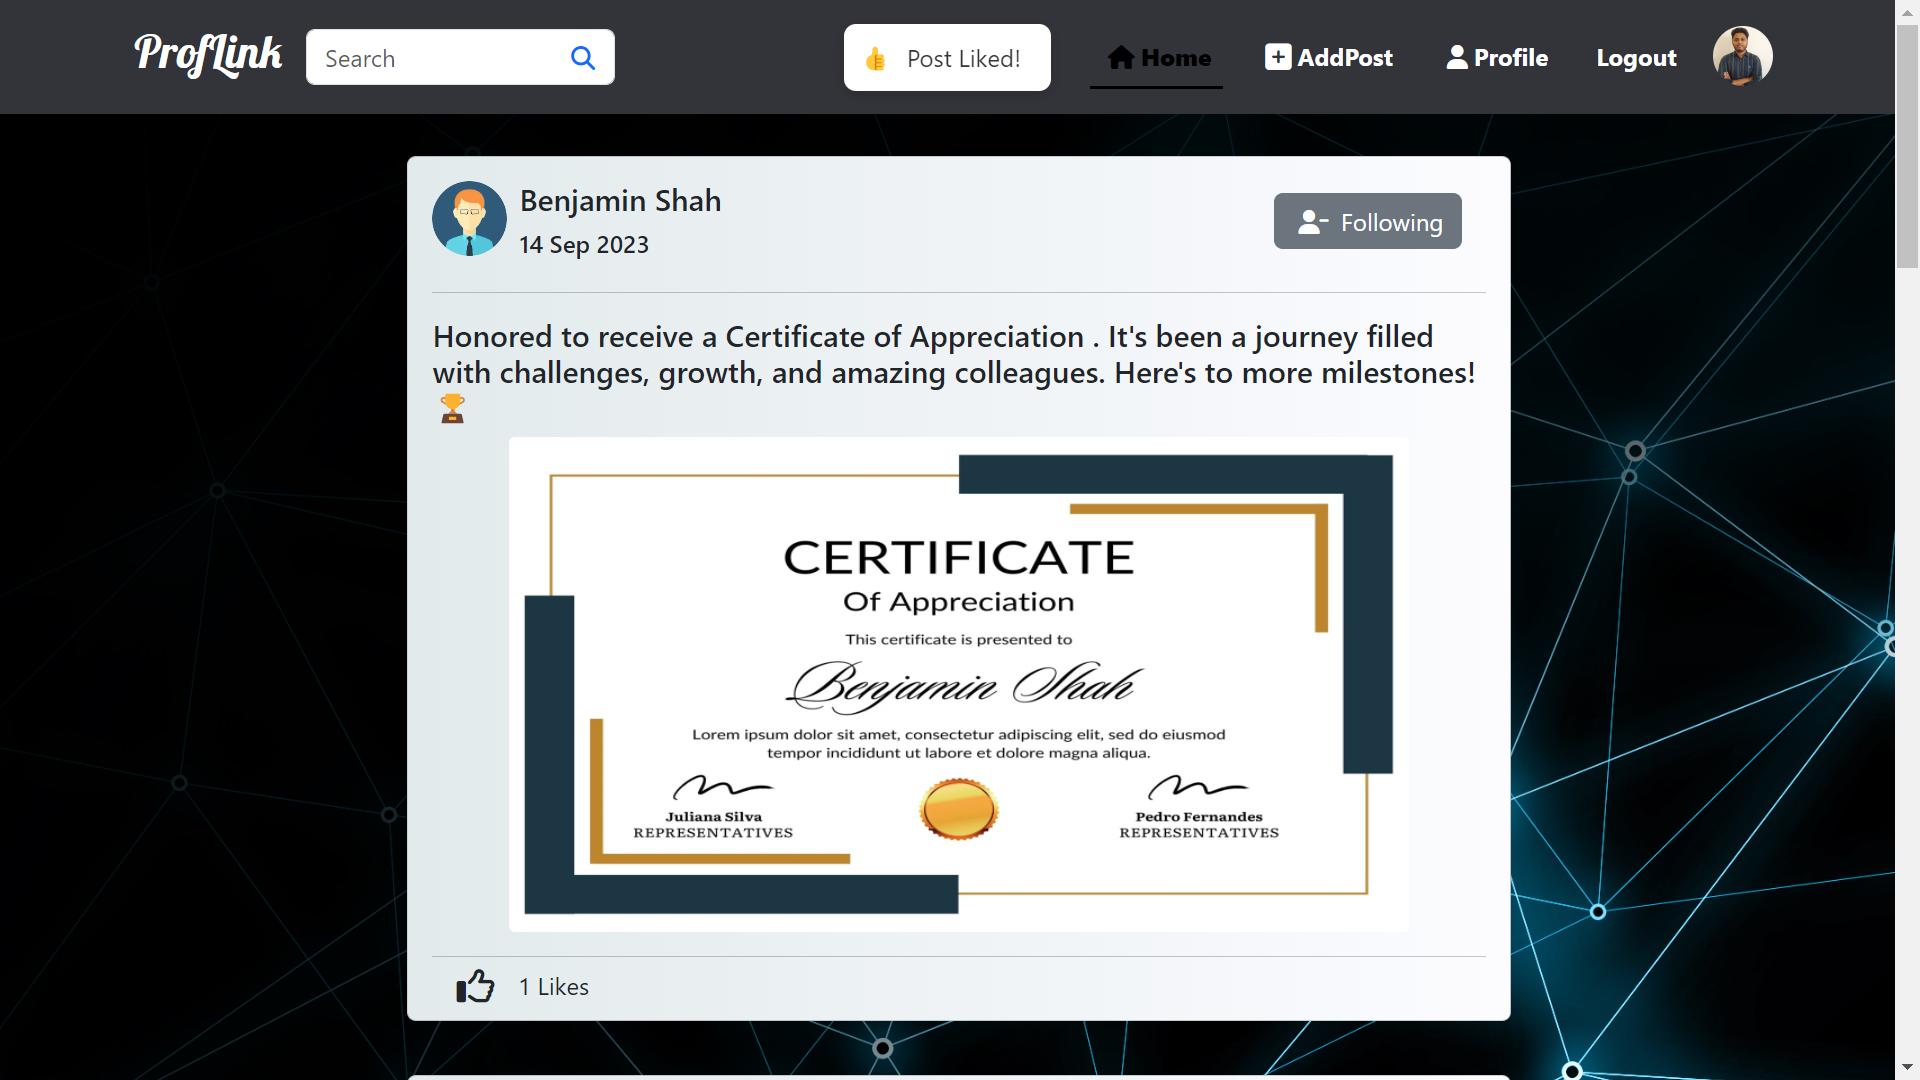 ProfLink
Search
👍 Post Liked!
Home
AddPost
Profile
Logout
Benjamin Shah
14 Sep 2023
Following
Honored to receive a Certificate of Appreciation . It's been a journey filled
with challenges, growth, and amazing colleagues. Here's to more milestones!
🏆
CERTIFICATE
Of Appreciation
This certificate is presented to
Benjamin Shah
Lorem ipsum dolor sit amet, consectetur adipiscing elit, sed do eiusmod
tempor incididunt ut labore et dolore magna aliqua.
Juliana Silva
REPRESENTATIVES
Pedro Fernandes
REPRESENTATIVES
1 Likes